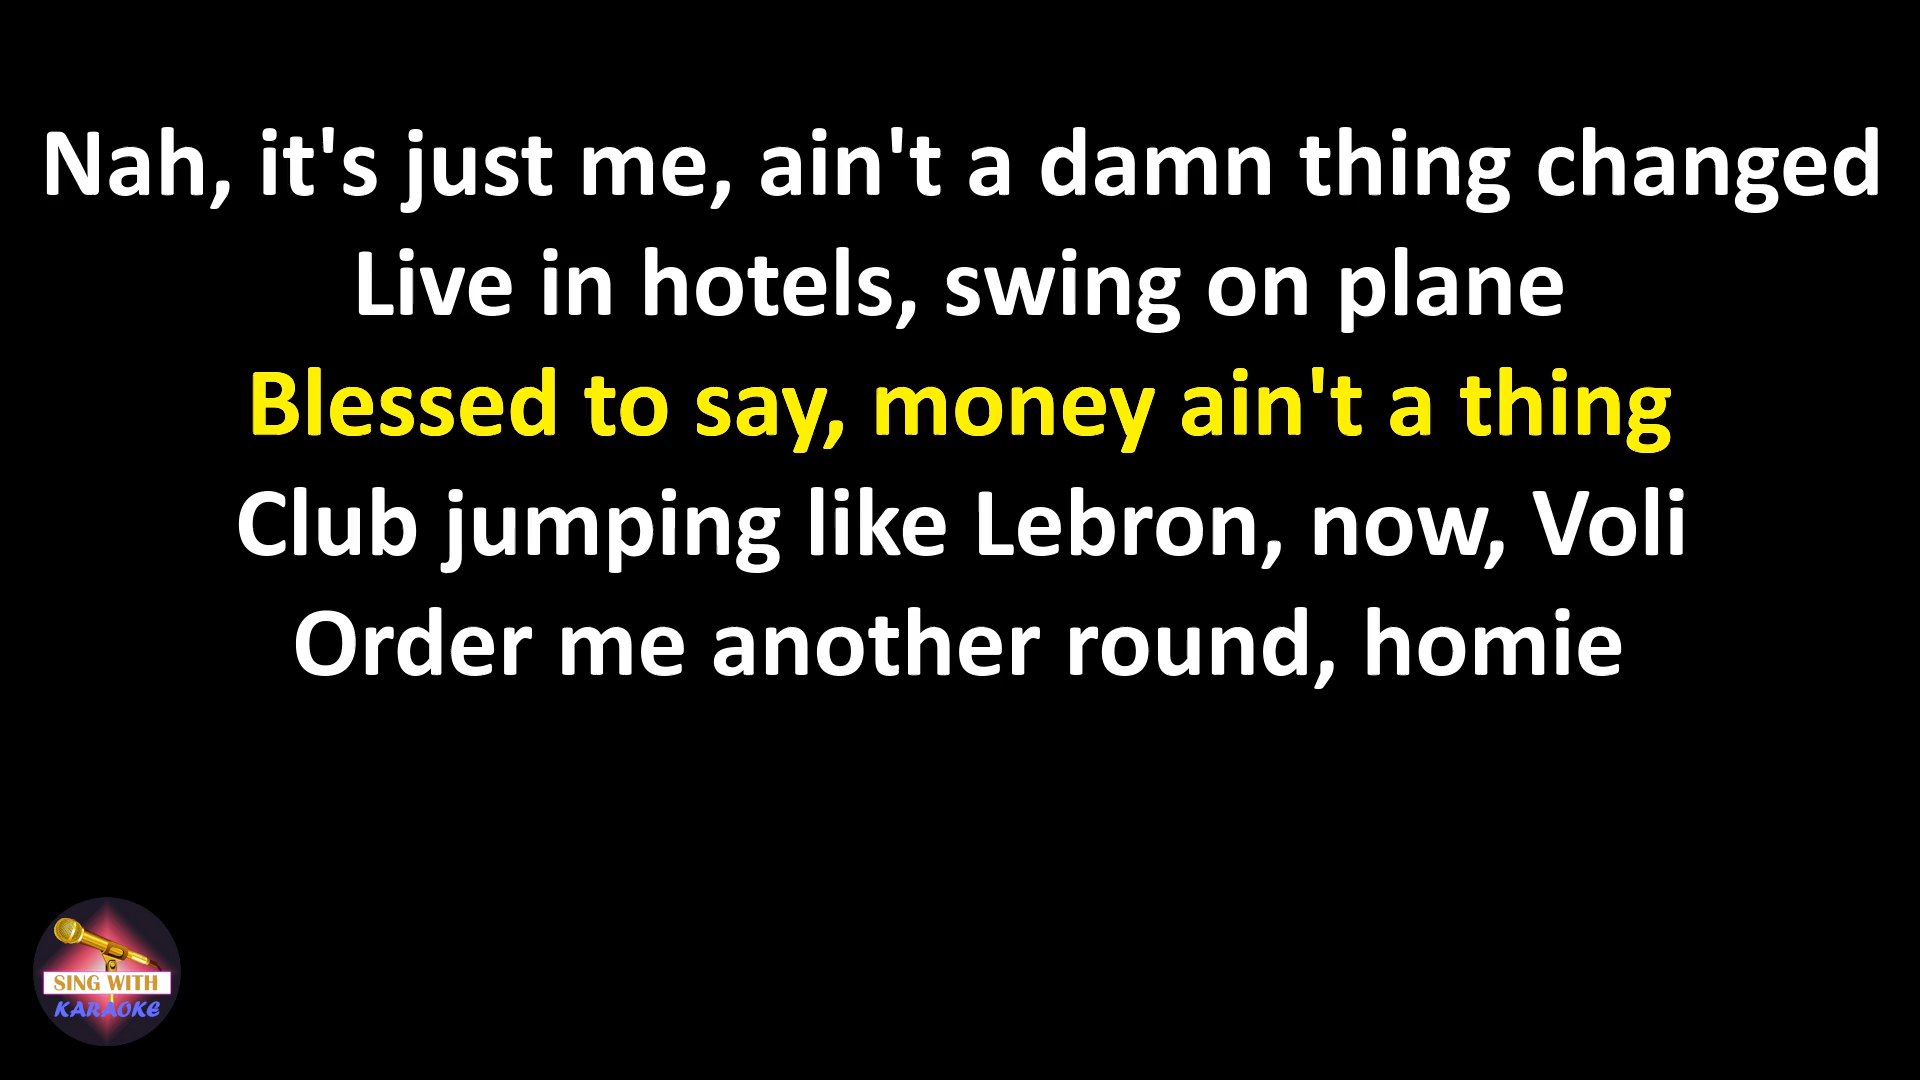 Nah, it's just me, ain't a damn thing changed
Live in hotels, swing on plane
Blessed to say, money ain't a thing
Club jumping like Lebron, now, Voli
Order me another round, homie
SING WITH
KARAOKE